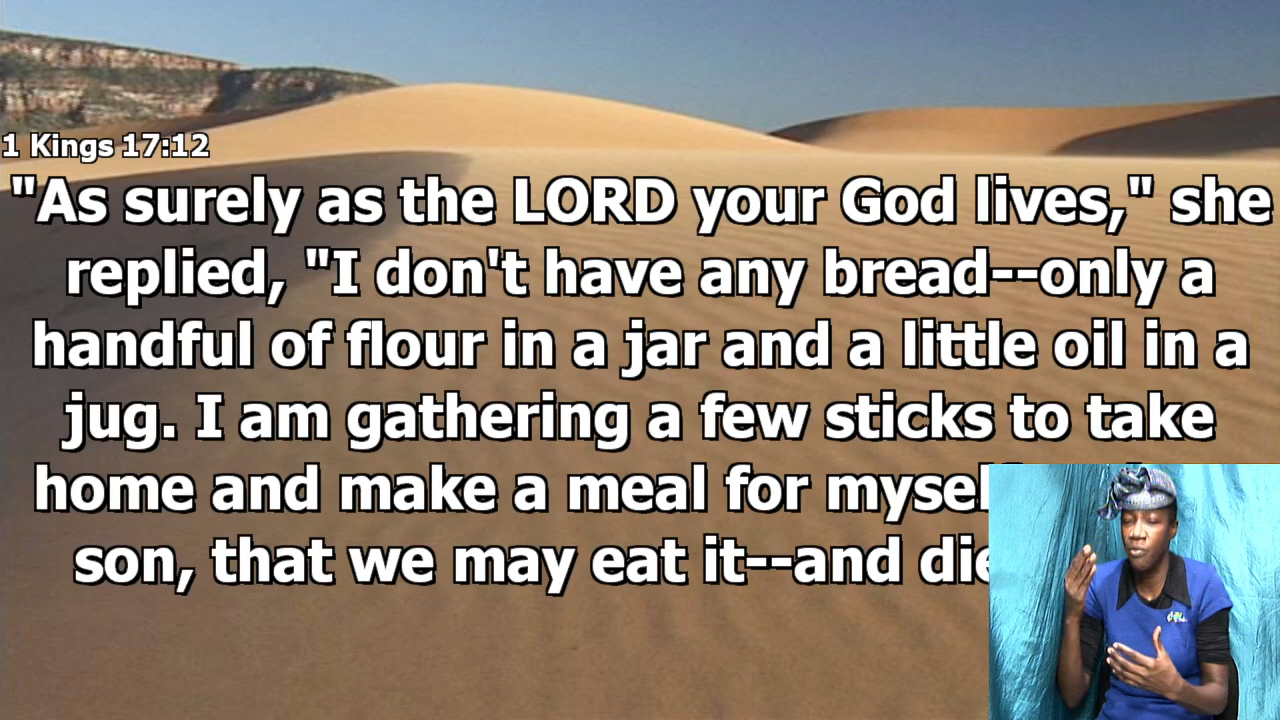 1 Kings 17:12
"As surely as the LORD your God lives," she
replied, "I don't have any bread--only a
handful of flour in a jar and a little oil in a
jug. I am gathering a few sticks to take
home and make a meal for
son, that we may eat it--and